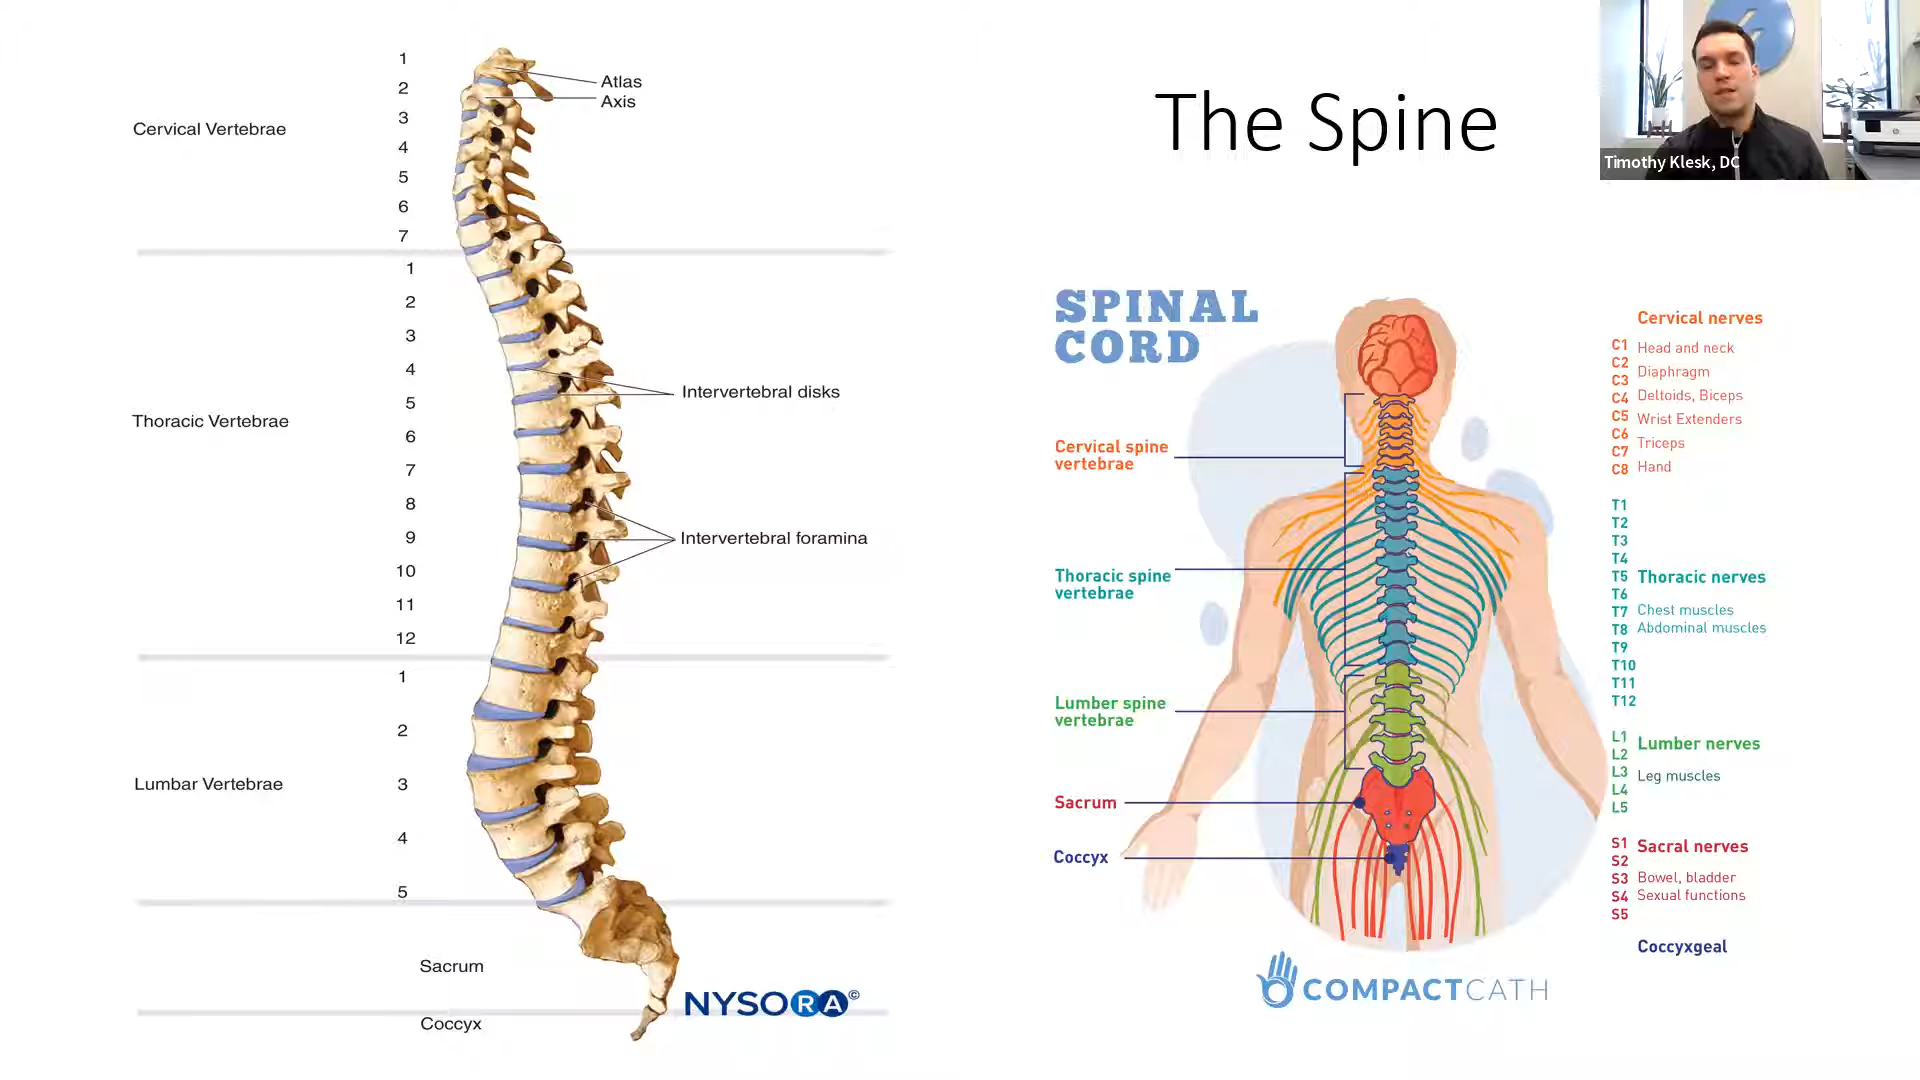 The Spine
Timothy Klesk, DC
Cervical Vertebrae
1
2
3
4
5
6
7
Atlas
Axis
Thoracic Vertebrae
1
2
3
4
5
6
7
8
9
10
11
12
Intervertebral disks
Intervertebral foramina
Lumbar Vertebrae
1
2
3
4
5
Sacrum
Coccyx
NYSORA©
SPINAL
CORD
Cervical spine
vertebrae
Thoracic spine
vertebrae
Lumber spine
vertebrae
Sacrum
Coccyx
Cervical nerves
C1 Head and neck
C2
C3 Diaphragm
C4 Deltoids, Biceps
C5 Wrist Extenders
C6
C7 Triceps
C8 Hand
T1
T2
T3
T4
T5 Thoracic nerves
T6
T7 Chest muscles
T8 Abdominal muscles
T9
T10
T11
T12
L1 Lumber nerves
L2
L3 Leg muscles
L4
L5
S1 Sacral nerves
S2
S3 Bowel, bladder
S4 Sexual functions
S5
Coccyxgeal
COMPACTCATH
hp